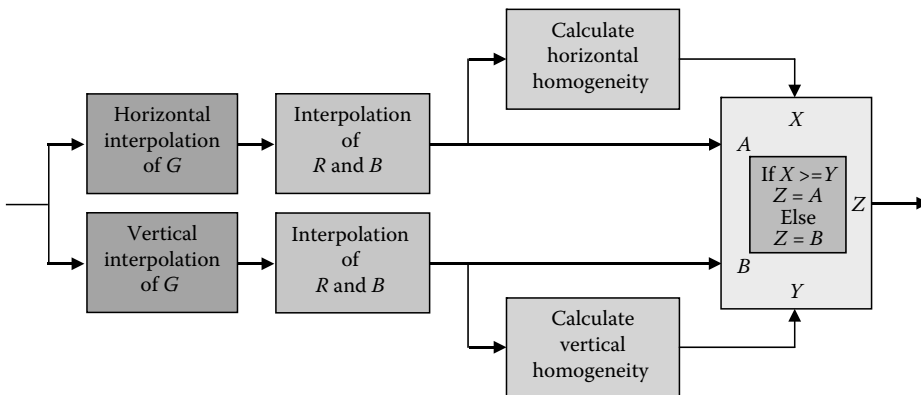 Calculate
horizontal
homogeneity
Horizontal
interpolation
of G
Interpolation
of
R and B
X
A
If X >=Y
Z = A
Else
Z = B
Z
Vertical
interpolation
of G
Interpolation
of
R and B
B
Y
Calculate
vertical
homogeneity